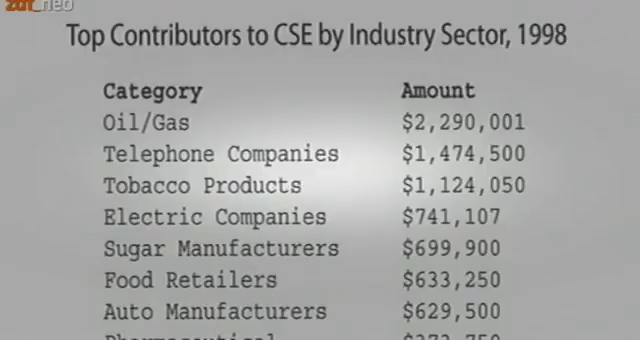 zdf_neo
Top Contributors to CSE by Industry Sector, 1998
Category Amount
Oil/Gas $2,290,001
Telephone Companies $1,474,500
Tobacco Products $1,124,050
Electric Companies $741,107
Sugar Manufacturers $699,900
Food Retailers $633,250
Auto Manufacturers $629,500